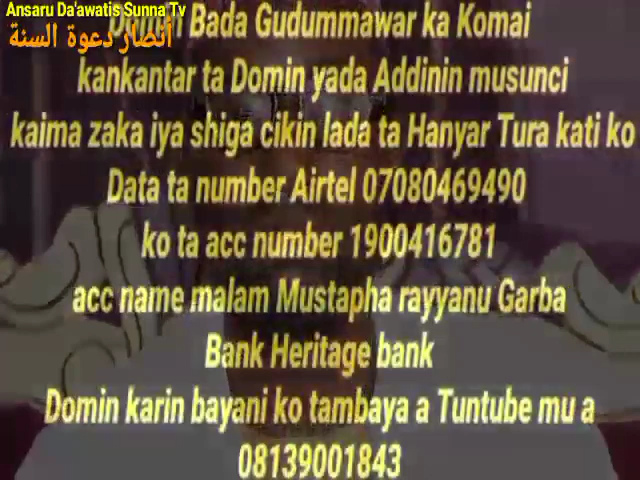 Ansaru Da'awatis Sunna Tv
أنصار دعوة السنة
Bada Gudummawar ka Komai
kankantar ta Domin yada Addinin musunci
kaima zaka iya shiga cikin lada ta Hanyar Tura kati ko
Data ta number Airtel 07080469490
ko ta acc number 1900416781
acc name malam Mustapha rayyanu Garba
Bank Heritage bank
Domin karin bayani ko tambaya a Tuntube mu a
08139001843